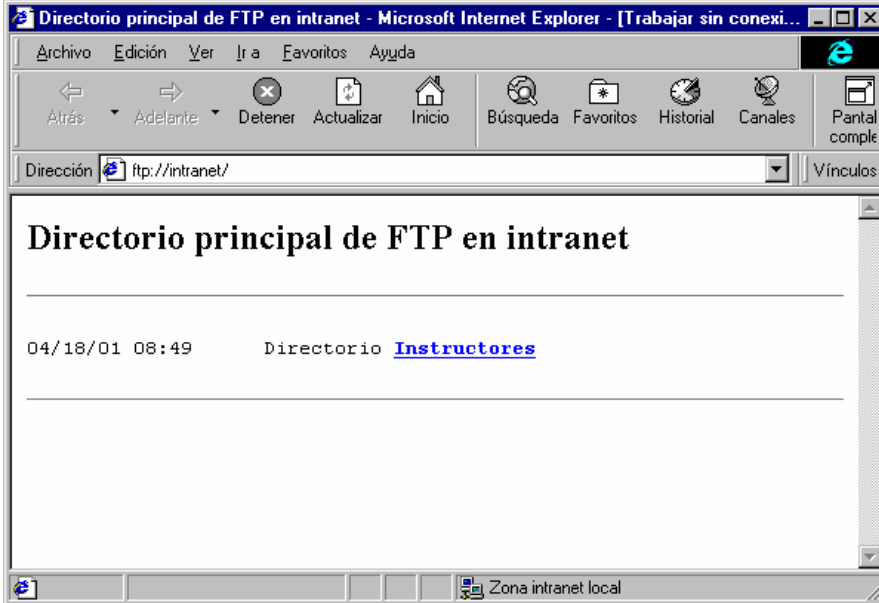 Directorio principal de FTP en intranet - Microsoft Internet Explorer - [Trabajar sin conexi...
Archivo Edición Ver Ir a Favoritos Ayuda
Atrás Adelante Detener Actualizar Inicio Búsqueda Favoritos Historial Canales Pantal
comple
Dirección ftp://intranet/ Vínculos
Directorio principal de FTP en intranet
04/18/01 08:49 Directorio Instructores
Zona intranet local